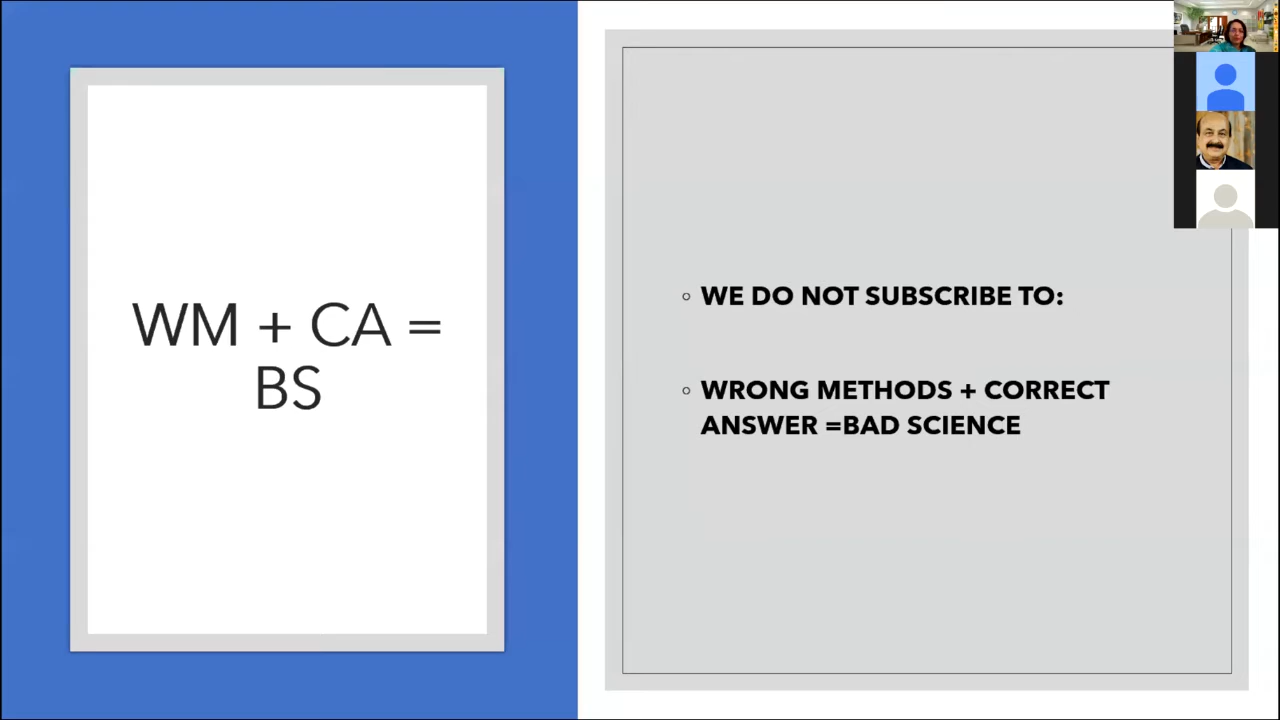 WM + CA =
BS
WE DO NOT SUBSCRIBE TO:
WRONG METHODS + CORRECT
ANSWER =BAD SCIENCE